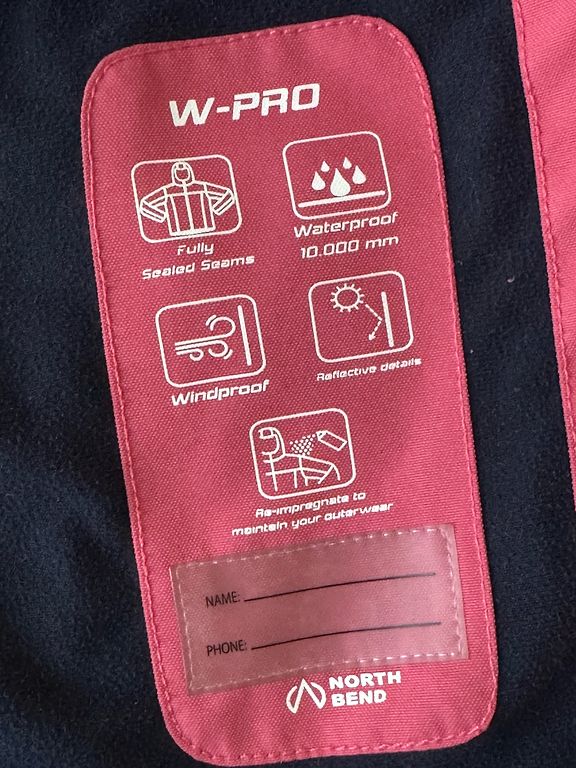 W-PRO
Fully
Sealed Seams
Waterproof
10.000 mm
Windproof
Reflective details
Re-impregnate to
maintain your outerwear
NAME:
PHONE:
NORTH
BEND